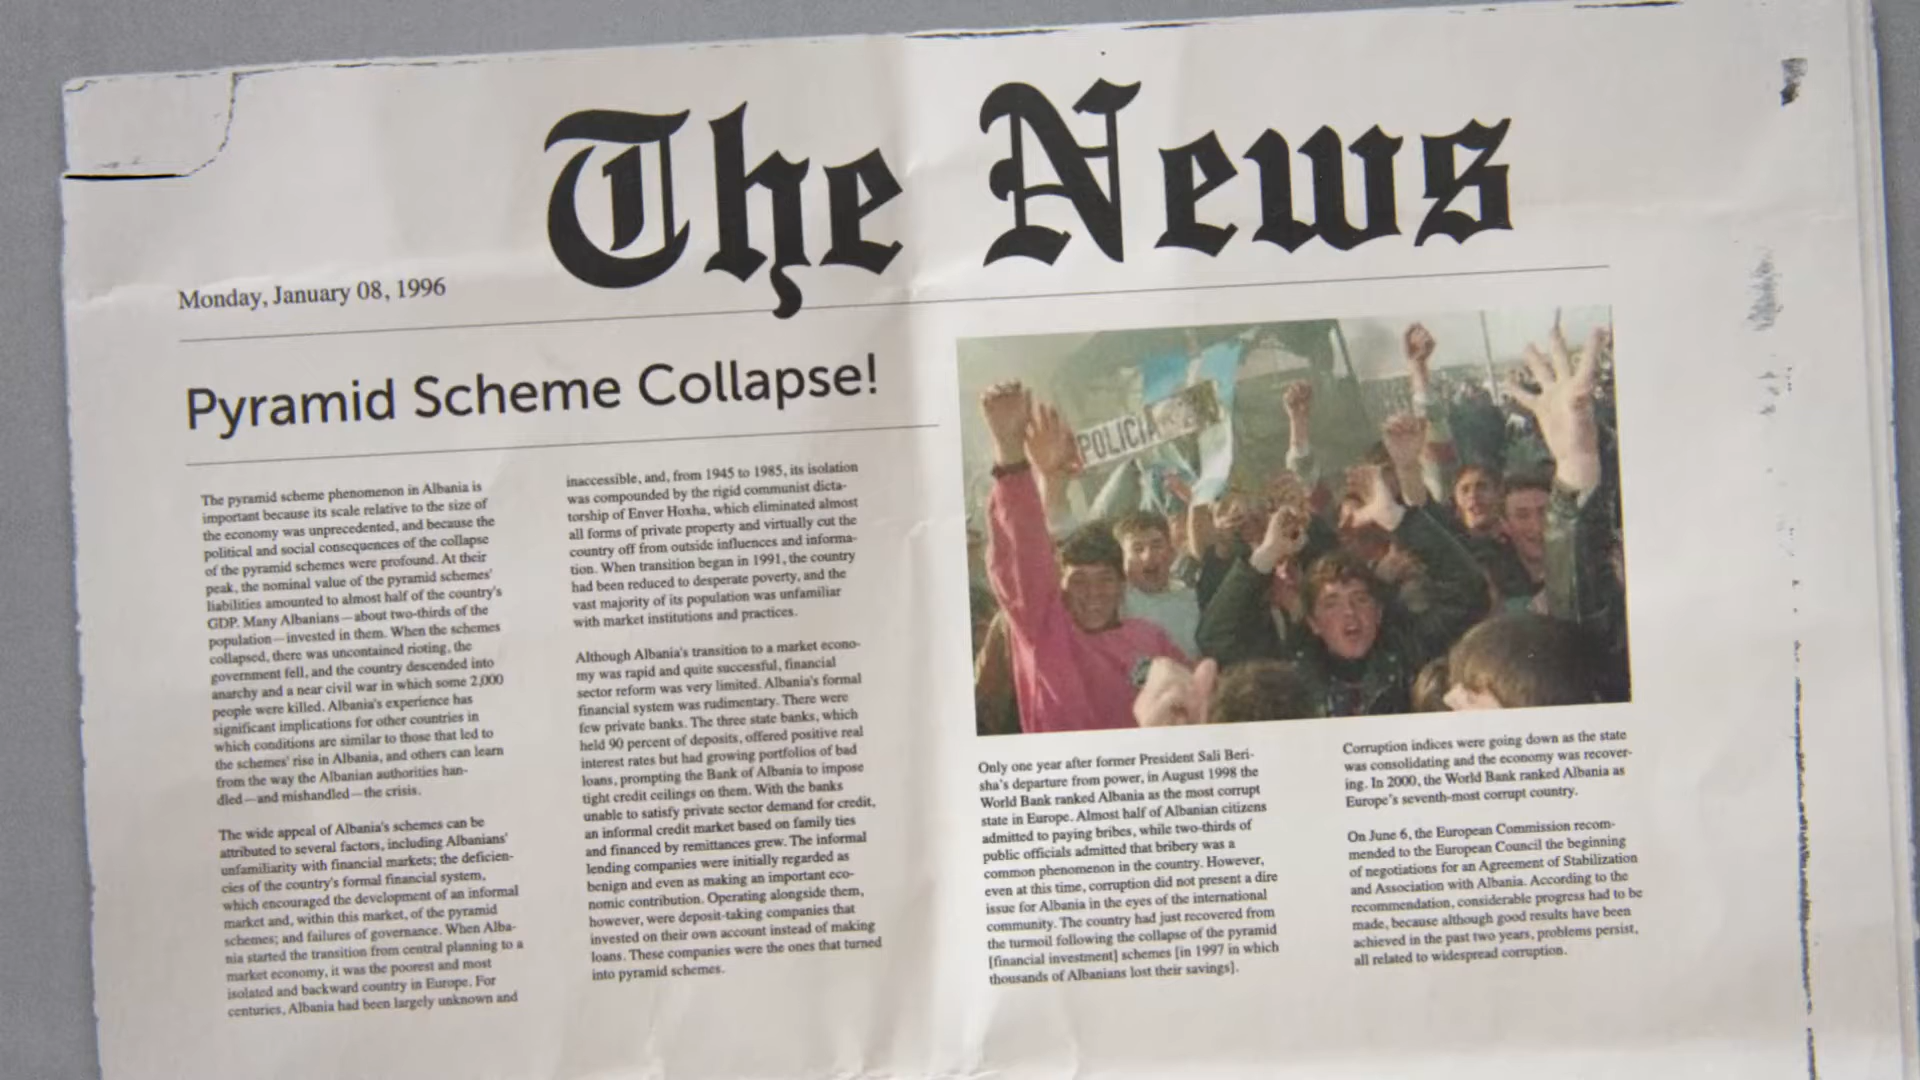 The News
Monday, January 08, 1996
Pyramid Scheme Collapse!
The pyramid scheme phenomenon in Albania is
important because its scale relative to the size of
the economy was unprecedented, and because the
political and social consequences of the collapse
of the pyramid schemes were profound. At their
peak, the nominal value of the pyramid schemes'
liabilities amounted to almost half of the country's
GDP. Many Albanians—about two-thirds of the
population—invested in them. When the schemes
collapsed, there was uncontained rioting, the
government fell, and the country descended into
anarchy and a near civil war in which some 2,000
people were killed. Albania's experience has
significant implications for other countries in
which conditions are similar to those that led to
the schemes' rise in Albania, and others can learn
from the way the Albanian authorities han-
dled—and mishandled—the crisis.
The wide appeal of Albania's schemes can be
attributed to several factors, including Albanians'
unfamiliarity with financial markets; the deficien-
cies of the country's formal financial system,
which encouraged the development of an informal
market and, within this market, of the pyramid
schemes; and failures of governance. When Alba-
nia started the transition from central planning to a
market economy, it was the poorest and most
isolated and backward country in Europe. For
centuries, Albania had been largely unknown and
inaccessible, and, from 1945 to 1985, its isolation
was compounded by the rigid communist dicta-
torship of Enver Hoxha, which eliminated almost
all forms of private property and virtually cut the
country off from outside influences and informa-
tion. When transition began in 1991, the country
had been reduced to desperate poverty, and the
vast majority of its population was unfamiliar
with market institutions and practices.
Although Albania's transition to a market econo-
my was rapid and quite successful, financial
sector reform was very limited. Albania's formal
financial system was rudimentary. There were
few private banks. The three state banks, which
held 90 percent of deposits, offered positive real
interest rates but had growing portfolios of bad
loans, prompting the Bank of Albania to impose
tight credit ceilings on them. With the banks
unable to satisfy private sector demand for credit,
an informal credit market based on family ties
and financed by remittances grew. The informal
lending companies were initially regarded as
benign and even as making an important eco-
nomic contribution. Operating alongside them,
however, were deposit-taking companies that
invested on their own account instead of making
loans. These companies were the ones that turned
into pyramid schemes.
POLICIA
Only one year after former President Sali Beri-
sha's departure from power, in August 1998 the
World Bank ranked Albania as the most corrupt
state in Europe. Almost half of Albanian citizens
admitted to paying bribes, while two-thirds of
public officials admitted that bribery was a
common phenomenon in the country. However,
even at this time, corruption did not present a dire
issue for Albania in the eyes of the international
community. The country had just recovered from
the turmoil following the collapse of the pyramid
[financial investment] schemes [in 1997 in which
thousands of Albanians lost their savings].
Corruption indices were going down as the state
was consolidating and the economy was recover-
ing. In 2000, the World Bank ranked Albania as
Europe's seventh-most corrupt country.
On June 6, the European Commission recom-
mended to the European Council the beginning
of negotiations for an Agreement of Stabilization
and Association with Albania. According to the
recommendation, considerable progress had to be
made, because although good results have been
achieved in the past two years, problems persist,
all related to widespread corruption.